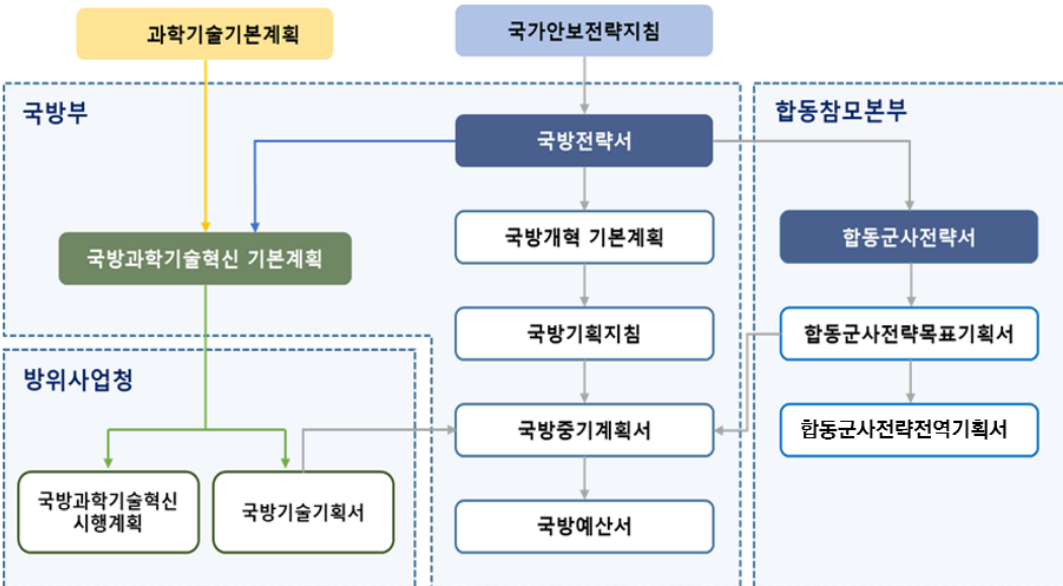 과학기술기본계획
국가안보전략지침
국방부
합동참모본부
국방전략서
국방개혁 기본계획
합동군사전략서
국방과학기술혁신 기본계획
국방기획지침
합동군사전략목표기획서
방위사업청
국방중기계획서
합동군사전략전역기획서
국방과학기술혁신
시행계획
국방기술기획서
국방예산서